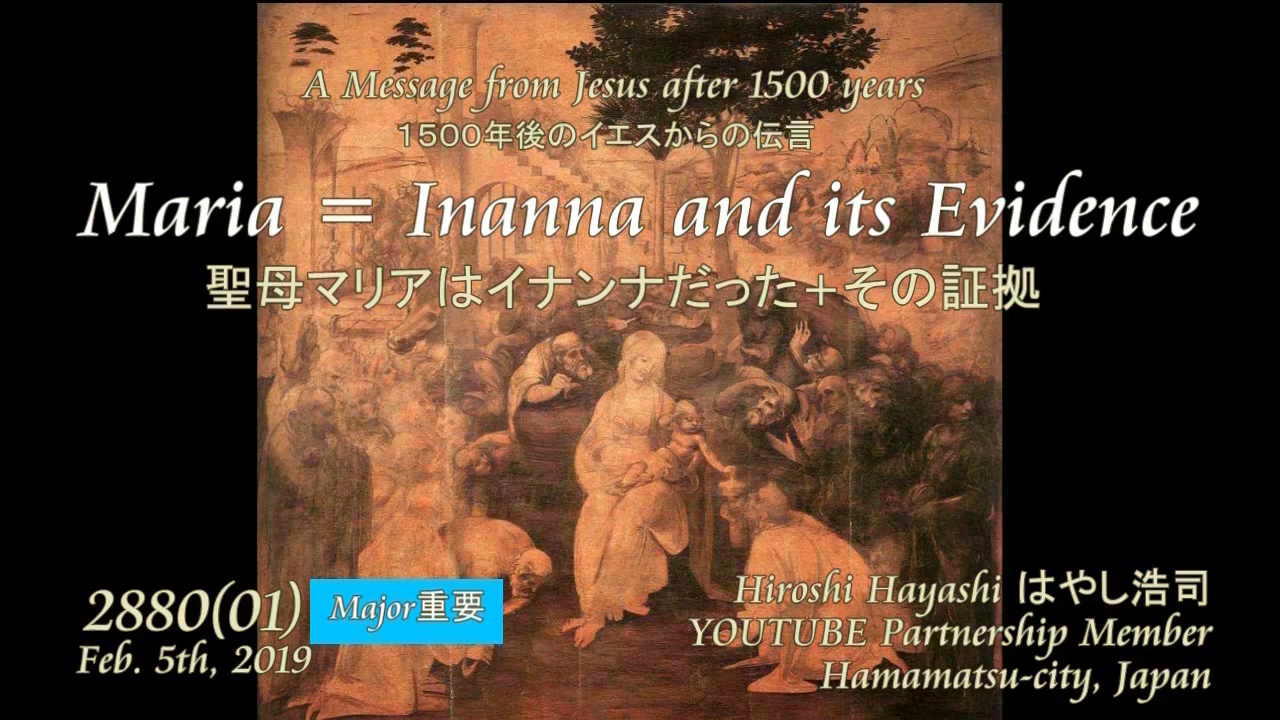 A Message from Jesus after 1500 years
1500年後のイエスからの伝言
Maria = Inanna and its Evidence
聖母マリアはイナンナだった+その証拠
2880(01) Major重要
Feb. 5th, 2019
Hiroshi Hayashi はやし浩司
YOUTUBE Partnership Member
Hamamatsu-city, Japan